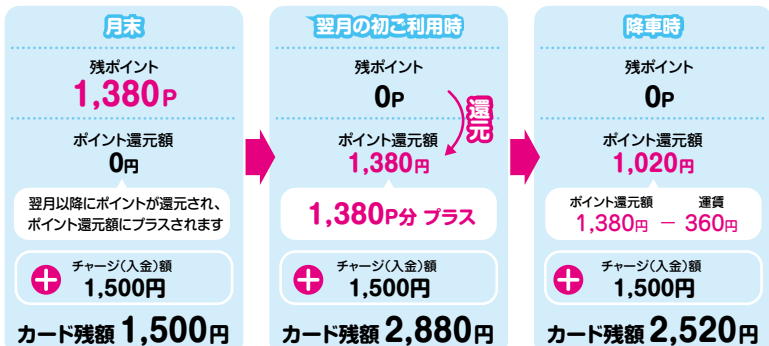 月末
残ポイント
1,380P
ポイント還元額
0円
翌月以降にポイントが還元され、
ポイント還元額にプラスされます
チャージ(入金)額
1,500円
カード残額 1,500円
翌月の初ご利用時
残ポイント
0P
還元
ポイント還元額
1,380円
1,380P分 プラス
チャージ(入金)額
1,500円
カード残額 2,880円
降車時
残ポイント
0P
ポイント還元額
1,020円
ポイント還元額 運賃
1,380円 − 360円
チャージ(入金)額
1,500円
カード残額 2,520円